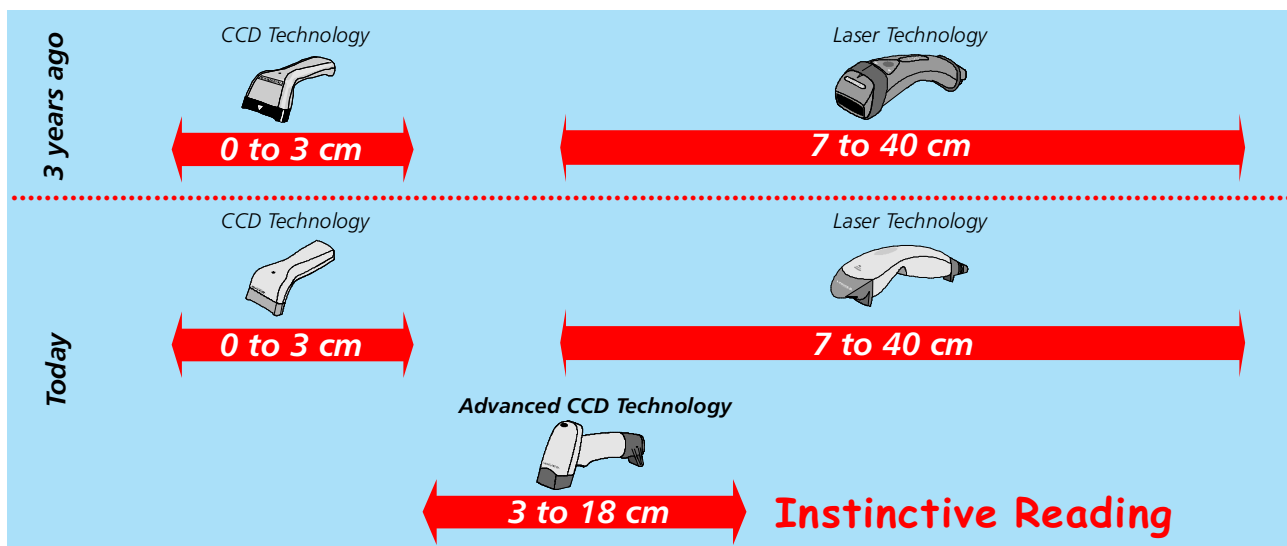 3 years ago
CCD Technology
Laser Technology
0 to 3 cm
7 to 40 cm
Today
CCD Technology
Laser Technology
0 to 3 cm
7 to 40 cm
Advanced CCD Technology
3 to 18 cm
Instinctive Reading